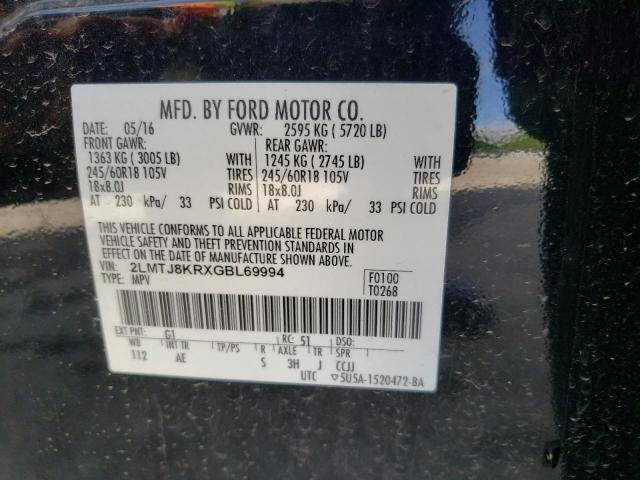 MFD. BY FORD MOTOR CO.
DATE: 05/16 GVWR: 2595 KG ( 5720 LB)
FRONT GAWR: REAR GAWR:
1363 KG ( 3005 LB) WITH 1245 KG ( 2745 LB) WITH
245/60R18 105V TIRES 245/60R18 105V TIRES
18x8.0J RIMS 18x8.0J RIMS
AT 230 kPa/ 33 PSI COLD AT 230 kPa/ 33 PSI COLD
THIS VEHICLE CONFORMS TO ALL APPLICABLE FEDERAL MOTOR
VEHICLE SAFETY AND THEFT PREVENTION STANDARDS IN
EFFECT ON THE DATE OF MANUFACTURE SHOWN ABOVE.
VIN: 2LMTJ8KRXGBL69994 F0100
TYPE: MPV T0268
EXT PNT: G1 RC: 51 DSO:
WB INT TR TP/PS R AXLE TR SPR
112 AE S 3H J CCJJ
UTC ▽5U5A-1520472-BA